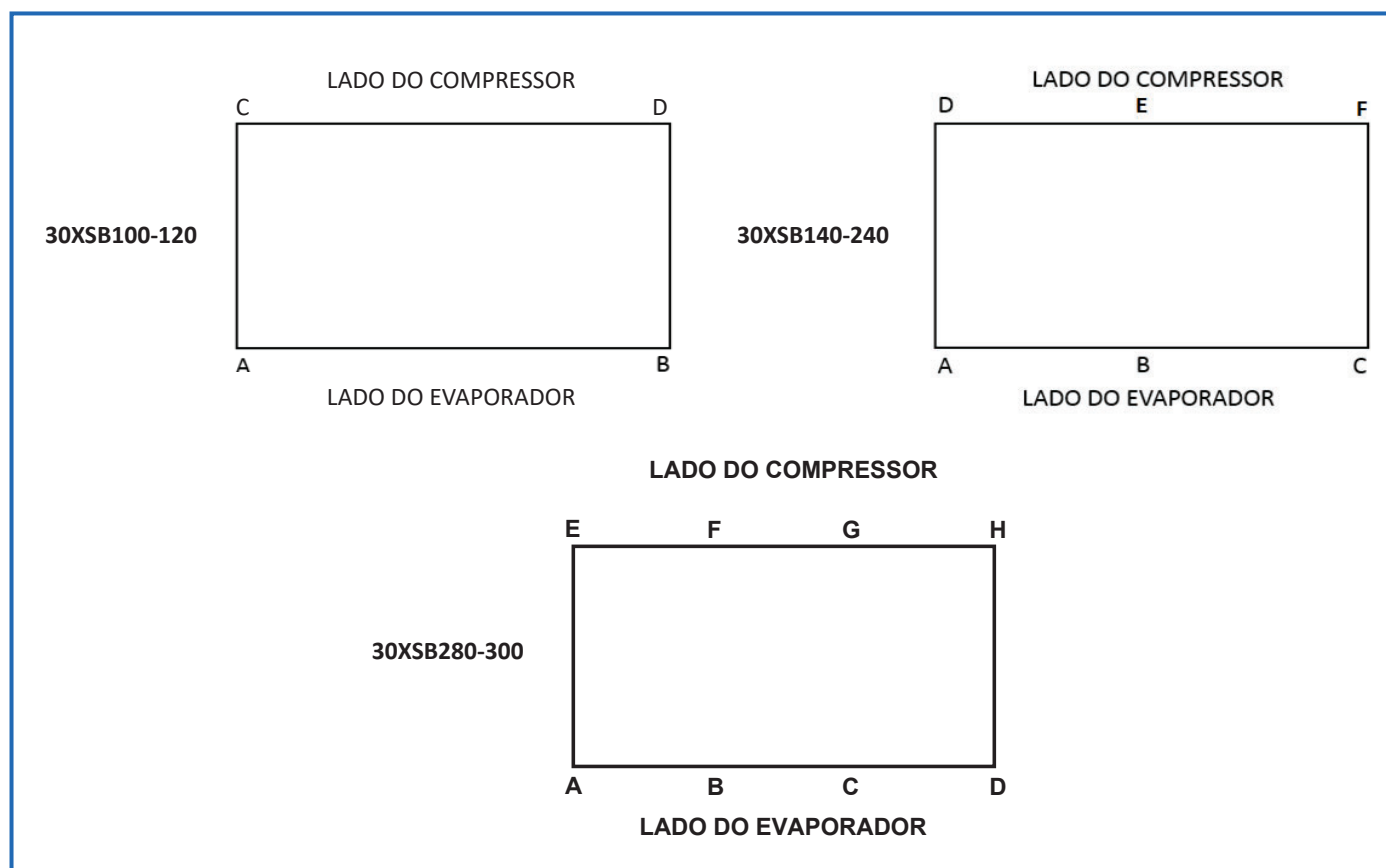 LADO DO COMPRESSOR
C D
30XSB100-120
A B
LADO DO EVAPORADOR
LADO DO COMPRESSOR
D E F
30XSB140-240
A B C
LADO DO EVAPORADOR
LADO DO COMPRESSOR
E F G H
30XSB280-300
A B C D
LADO DO EVAPORADOR